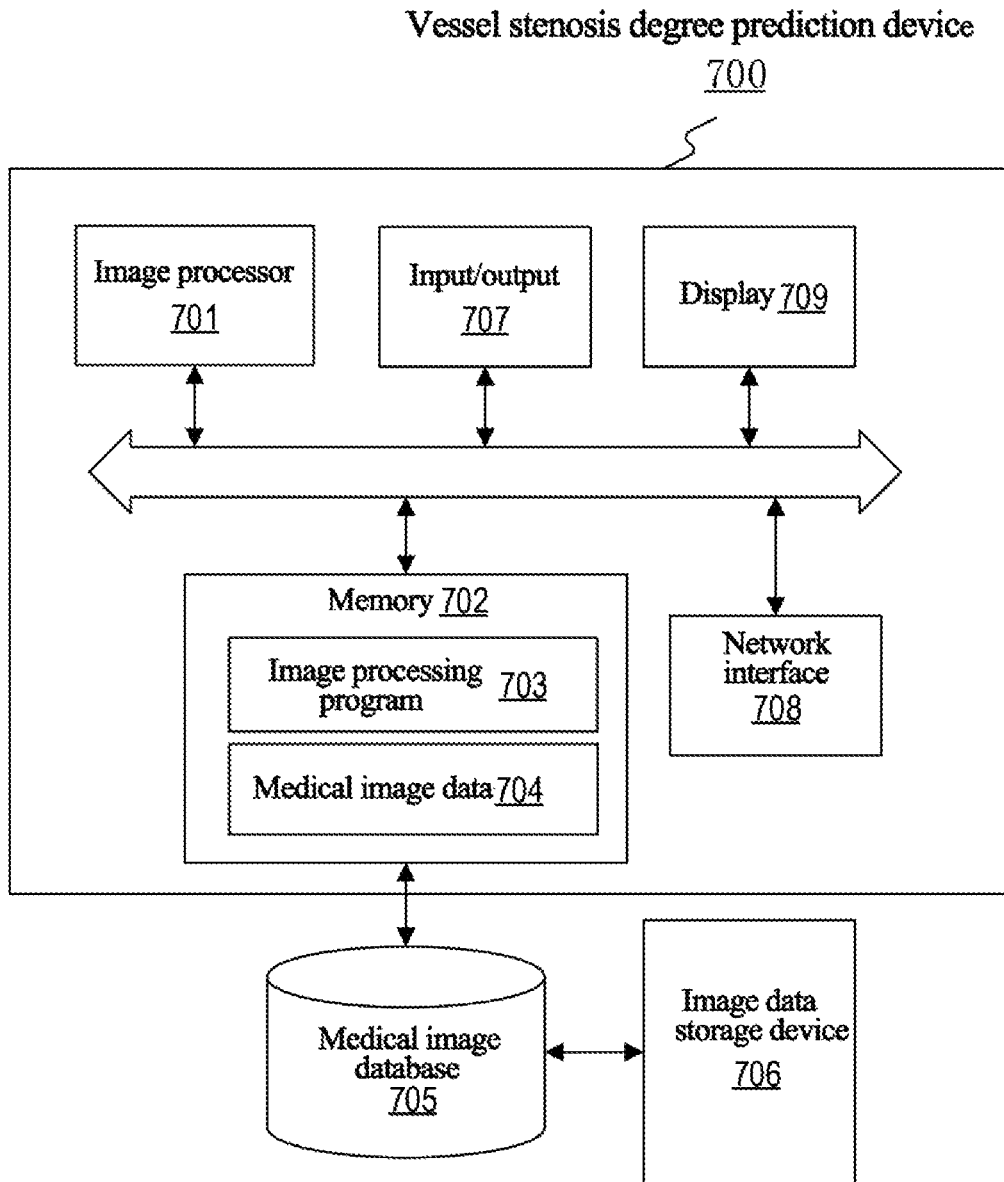 Vessel stenosis degree prediction device
700
Image processor
701
Input/output
707
Display 709
Memory 702
Image processing
program 703
Medical image data 704
Network
interface
708
Medical image
database
705
Image data
storage device
706